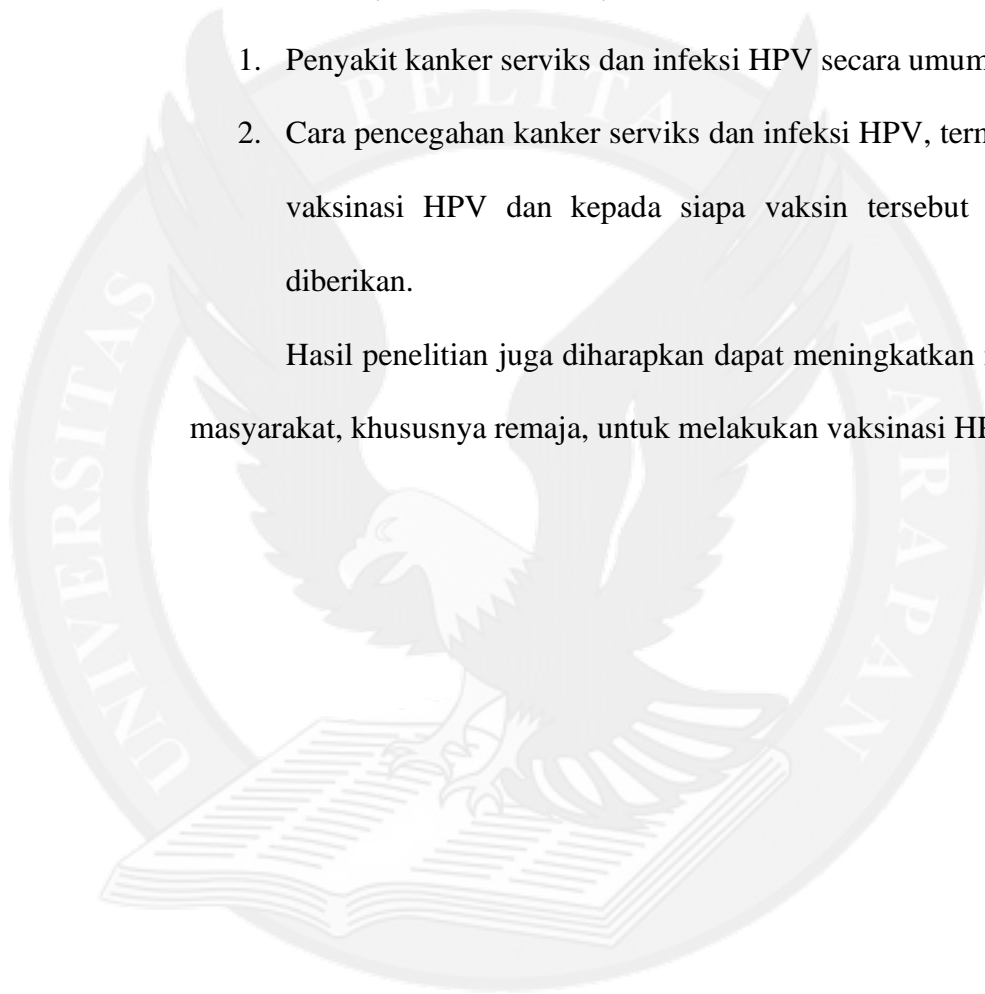 1. Penyakit kanker serviks dan infeksi HPV secara umum
2. Cara pencegahan kanker serviks dan infeksi HPV,
vaksinasi HPV dan kepada siapa vaksin tersebut
diberikan.
Hasil penelitian juga diharapkan dapat meningkatkan
masyarakat, khususnya remaja, untuk melakukan vaksinasi
UNIVERSITAS PELITA HARAPAN